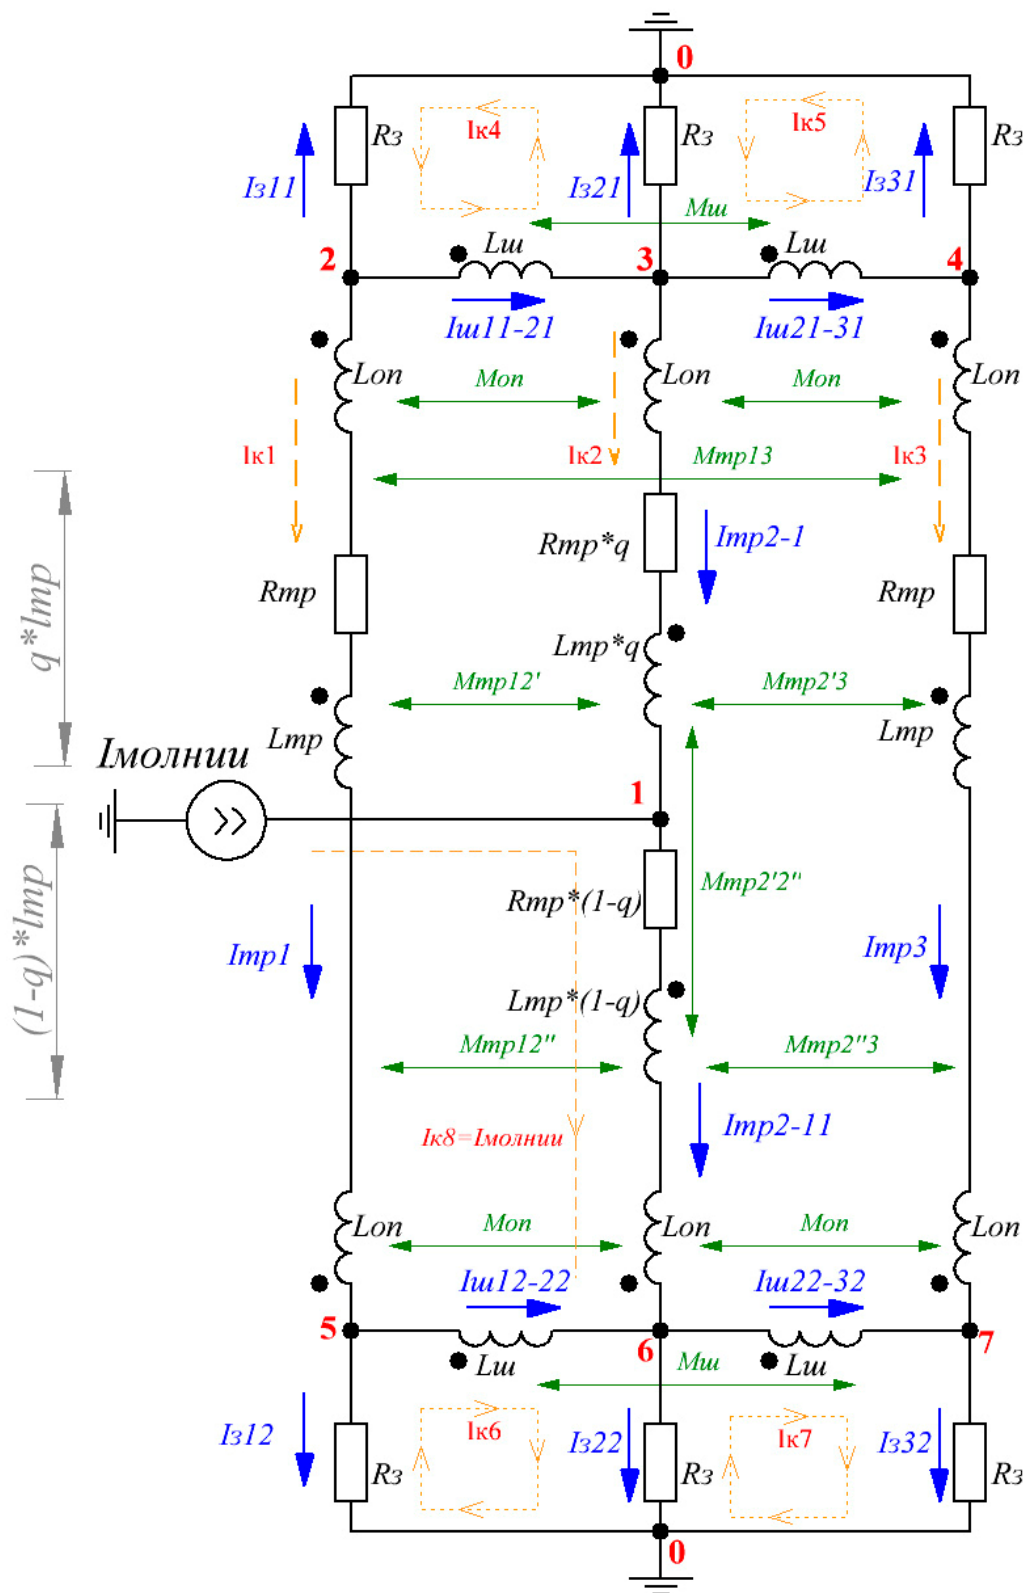 0
Rз
Iк4
Rз
Iк5
Rз
Iз11
Iз21
Iз31
Mш
2
Lш
3
Lш
4
Iш11-21
Iш21-31
Lоп
Mоп
Lоп
Mоп
Lоп
Iк1
Iк2
Mтр13
Iк3
q*lтр
Rтр*q
Iтр2-1
Rтр
Rтр
Lтр*q
Mтр12'
Mтр2'3
Lтр
Lтр
Iмолнии
1
(1-q)*lтр
Rтр*(1-q)
Mтр2'2"
Iтр1
Iтр3
Lтр*(1-q)
Mтр12"
Mтр2"3
Iк8=Iмолнии
Iтр2-11
Lоп
Mоп
Lоп
Mоп
Lоп
Iш12-22
Iш22-32
5
6
7
Lш
Mш
Lш
Iз12
Iк6
Iз22
Iк7
Iз32
Rз
Rз
Rз
0